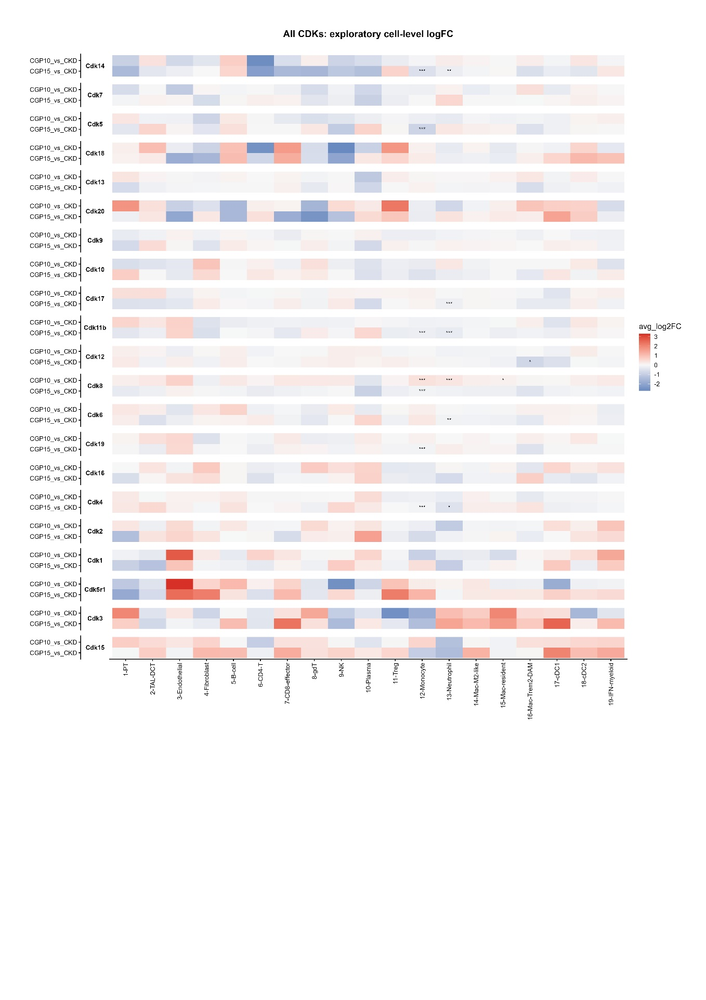 All CDKs: exploratory cell-level logFC
CGP10_vs_CKD
Cdk14
CGP15_vs_CKD
*** **
CGP10_vs_CKD
Cdk7
CGP15_vs_CKD
CGP10_vs_CKD
Cdk5
CGP15_vs_CKD
***
CGP10_vs_CKD
Cdk18
CGP15_vs_CKD
CGP10_vs_CKD
Cdk13
CGP15_vs_CKD
CGP10_vs_CKD
Cdk20
CGP15_vs_CKD
CGP10_vs_CKD
Cdk9
CGP15_vs_CKD
CGP10_vs_CKD
Cdk10
CGP15_vs_CKD
CGP10_vs_CKD
Cdk17
CGP15_vs_CKD
***
CGP10_vs_CKD
Cdk11b
CGP15_vs_CKD
*** ***
CGP10_vs_CKD
Cdk12
CGP15_vs_CKD
*
CGP10_vs_CKD
*** *** *
Cdk8
CGP15_vs_CKD
***
CGP10_vs_CKD
Cdk6
CGP15_vs_CKD
**
CGP10_vs_CKD
Cdk19
CGP15_vs_CKD
***
CGP10_vs_CKD
Cdk16
CGP15_vs_CKD
CGP10_vs_CKD
Cdk4
CGP15_vs_CKD
*** *
CGP10_vs_CKD
Cdk2
CGP15_vs_CKD
CGP10_vs_CKD
Cdk1
CGP15_vs_CKD
CGP10_vs_CKD
Cdk5r1
CGP15_vs_CKD
CGP10_vs_CKD
Cdk3
CGP15_vs_CKD
CGP10_vs_CKD
Cdk15
CGP15_vs_CKD
1-PT
2-TAL-DCT
3-Endothelial
4-Fibroblast
5-B-cell
6-CD4-T
7-CD8-effector
8-gdT
9-NK
10-Plasma
11-Treg
12-Monocyte
13-Neutrophil
14-Mac-M2-like
15-Mac-resident
16-Mac-Trem2-DAM
17-cDC1
18-cDC2
19-IFN-myeloid
avg_log2FC
3
2
1
0
-1
-2